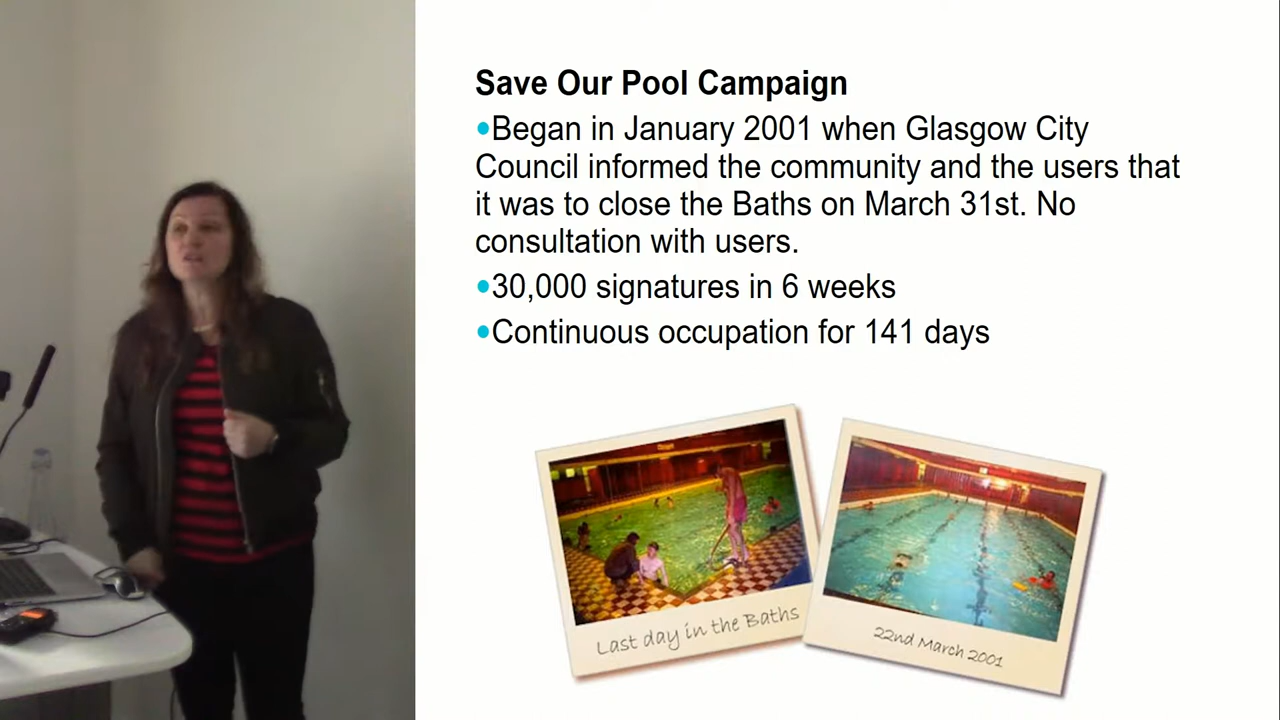 Save Our Pool Campaign
•Began in January 2001 when Glasgow City
Council informed the community and the users that
it was to close the Baths on March 31st. No
consultation with users.
•30,000 signatures in 6 weeks
•Continuous occupation for 141 days
Last day in the Baths
22nd March 2001